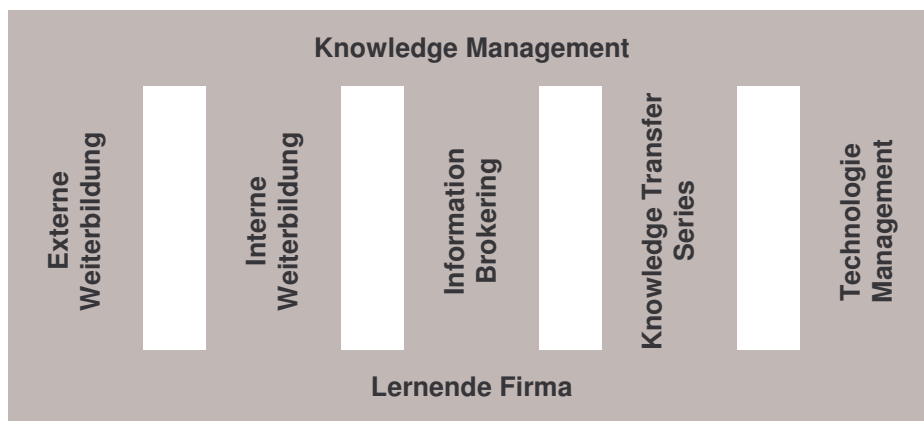 Knowledge Management
Externe
Weiterbildung
Interne
Weiterbildung
Information
Brokering
Knowledge Transfer
Series
Technologie
Management
Lernende Firma